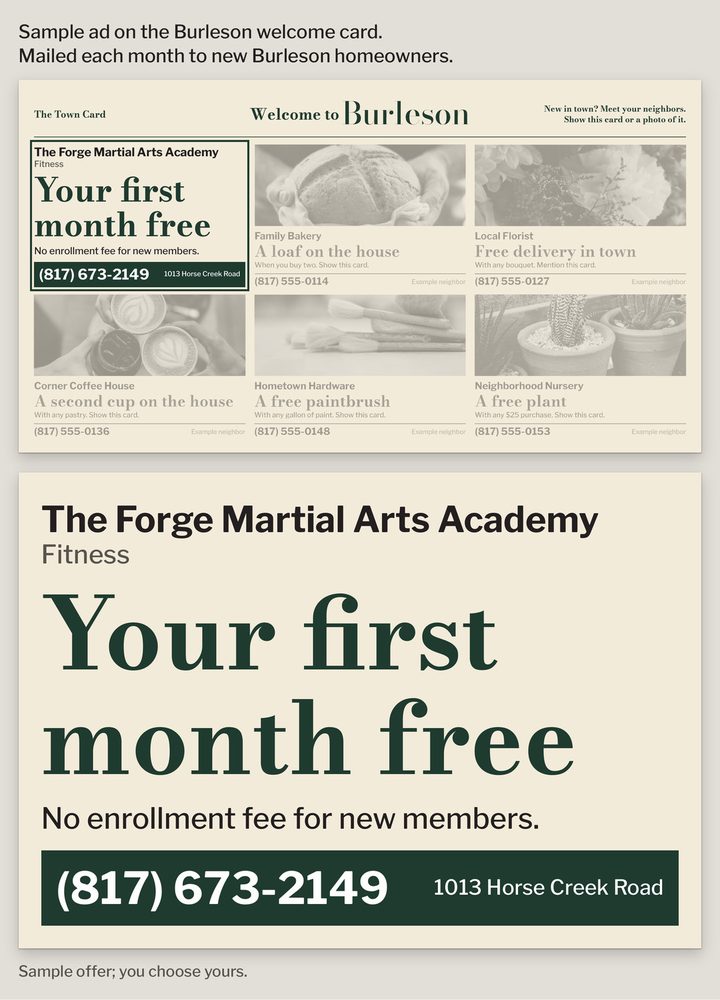 Sample ad on the Burleson welcome card.
Mailed each month to new Burleson homeowners.
The Town Card
Welcome to Burleson
New in town? Meet your neighbors.
Show this card or a photo of it.
The Forge Martial Arts Academy
Fitness
Your first
month free
No enrollment fee for new members.
(817) 673-2149 1013 Horse Creek Road
Family Bakery
A loaf on the house
When you buy two. Show this card.
(817) 555-0114 Example neighbor
Local Florist
Free delivery in town
With any bouquet. Mention this card.
(817) 555-0127 Example neighbor
Corner Coffee House
A second cup on the house
With any pastry. Show this card.
(817) 555-0136 Example neighbor
Hometown Hardware
A free paintbrush
With any gallon of paint. Show this card.
(817) 555-0148 Example neighbor
Neighborhood Nursery
A free plant
With any $25 purchase. Show this card.
(817) 555-0153 Example neighbor
The Forge Martial Arts Academy
Fitness
Your first
month free
No enrollment fee for new members.
(817) 673-2149 1013 Horse Creek Road
Sample offer; you choose yours.